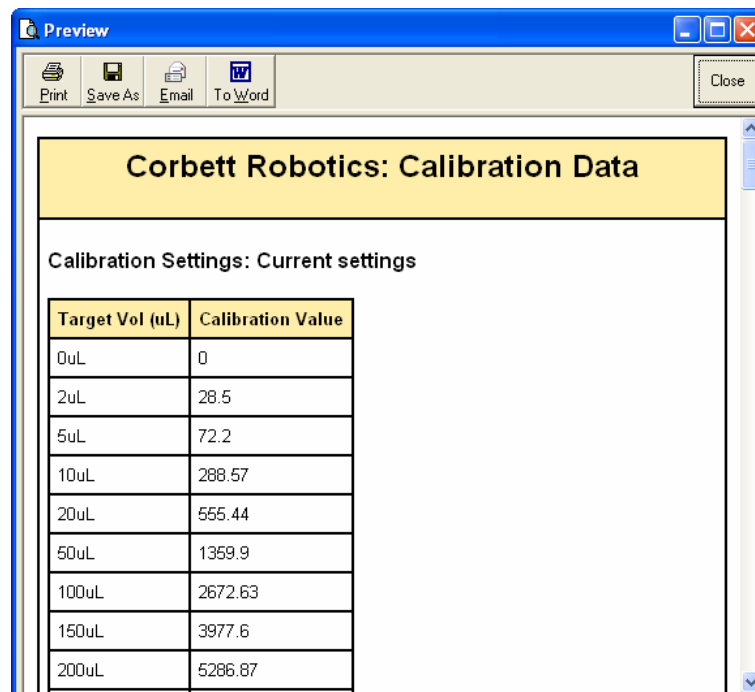 Preview
Print Save As Email To Word Close
Corbett Robotics: Calibration Data
Calibration Settings: Current settings
Target Vol (uL) Calibration Value
0uL 0
2uL 28.5
5uL 72.2
10uL 288.57
20uL 555.44
50uL 1359.9
100uL 2672.63
150uL 3977.6
200uL 5286.87